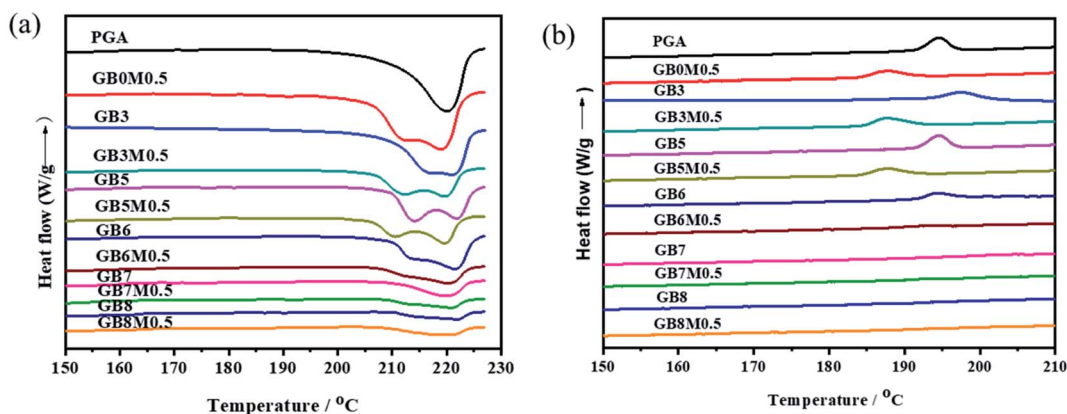 (a)
PGA
GB0M0.5
GB3
GB3M0.5
GB5
GB5M0.5
GB6
GB6M0.5
GB7
GB7M0.5
GB8
GB8M0.5
Heat flow (W/g →)
150 160 170 180 190 200 210 220 230
Temperature / °C
(b)
PGA
GB0M0.5
GB3
GB3M0.5
GB5
GB5M0.5
GB6
GB6M0.5
GB7
GB7M0.5
GB8
GB8M0.5
Heat flow (W/g →)
150 160 170 180 190 200 210
Temperature / °C